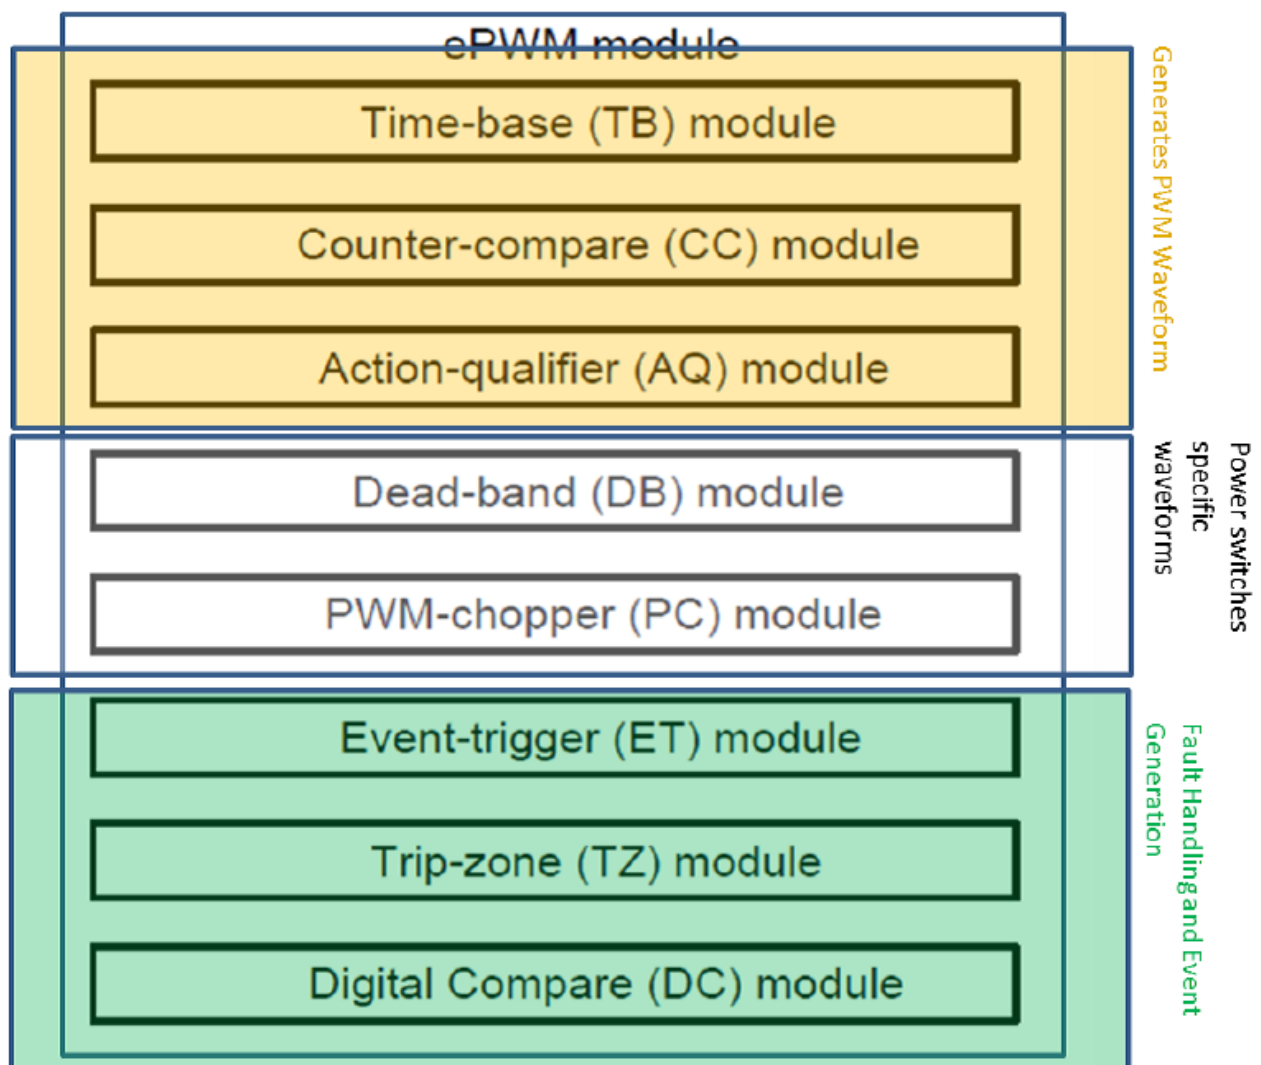 ePWM module
Time-base (TB) module
Counter-compare (CC) module
Action-qualifier (AQ) module
Generates PWM Waveform
Dead-band (DB) module
PWM-chopper (PC) module
Power switches
specific
waveforms
Event-trigger (ET) module
Trip-zone (TZ) module
Digital Compare (DC) module
Fault Handling and Event
Generation